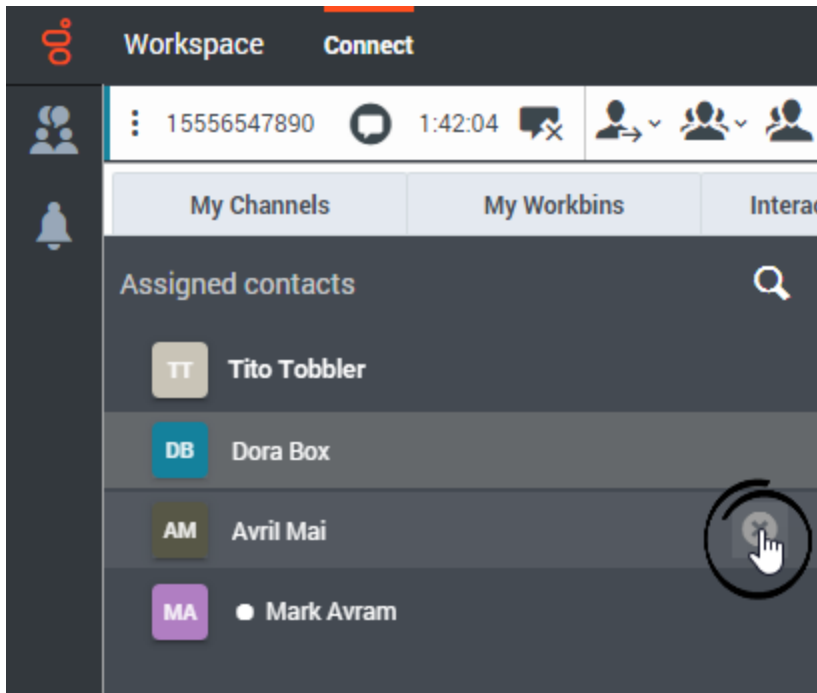 Workspace Connect
15556547890 1:42:04
My Channels My Workbins Interac
Assigned contacts
TT Tito Tobbler
DB Dora Box
AM Avril Mai
MA Mark Avram